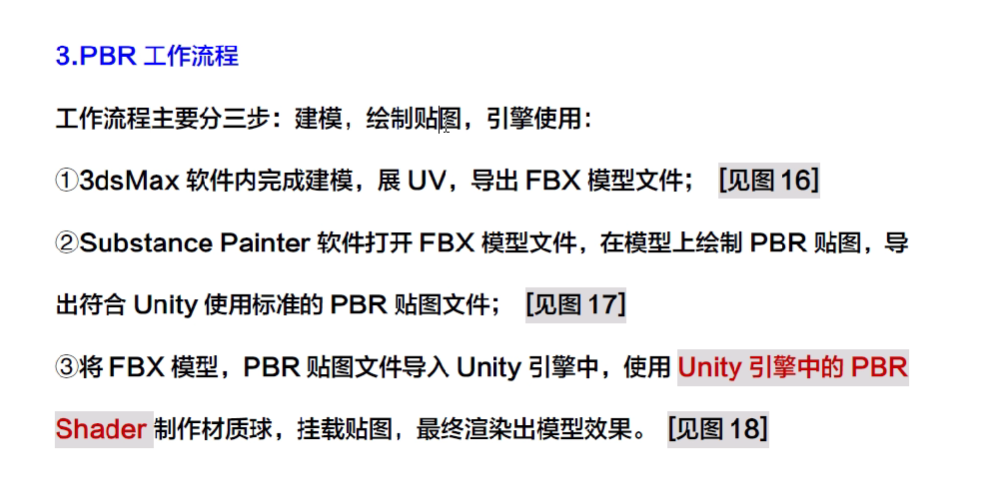 3.PBR 工作流程
工作流程主要分三步：建模，绘制贴图，引擎使用：
①3dsMax 软件内完成建模，展 UV，导出 FBX 模型文件； [见图 16]
②Substance Painter 软件打开 FBX 模型文件，在模型上绘制 PBR 贴图，导
出符合 Unity 使用标准的 PBR 贴图文件； [见图 17]
③将 FBX 模型，PBR 贴图文件导入 Unity 引擎中，使用 Unity 引擎中的 PBR
Shader 制作材质球，挂载贴图，最终渲染出模型效果。 [见图 18]